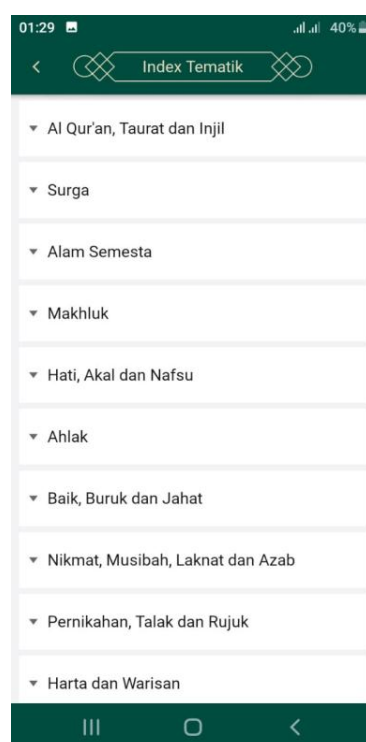 01:29 40%
Index Tematik
Al Qur'an, Taurat dan Injil
Surga
Alam Semesta
Makhluk
Hati, Akal dan Nafsu
Ahlak
Baik, Buruk dan Jahat
Nikmat, Musibah, Laknat dan Azab
Pernikahan, Talak dan Rujuk
Harta dan Warisan